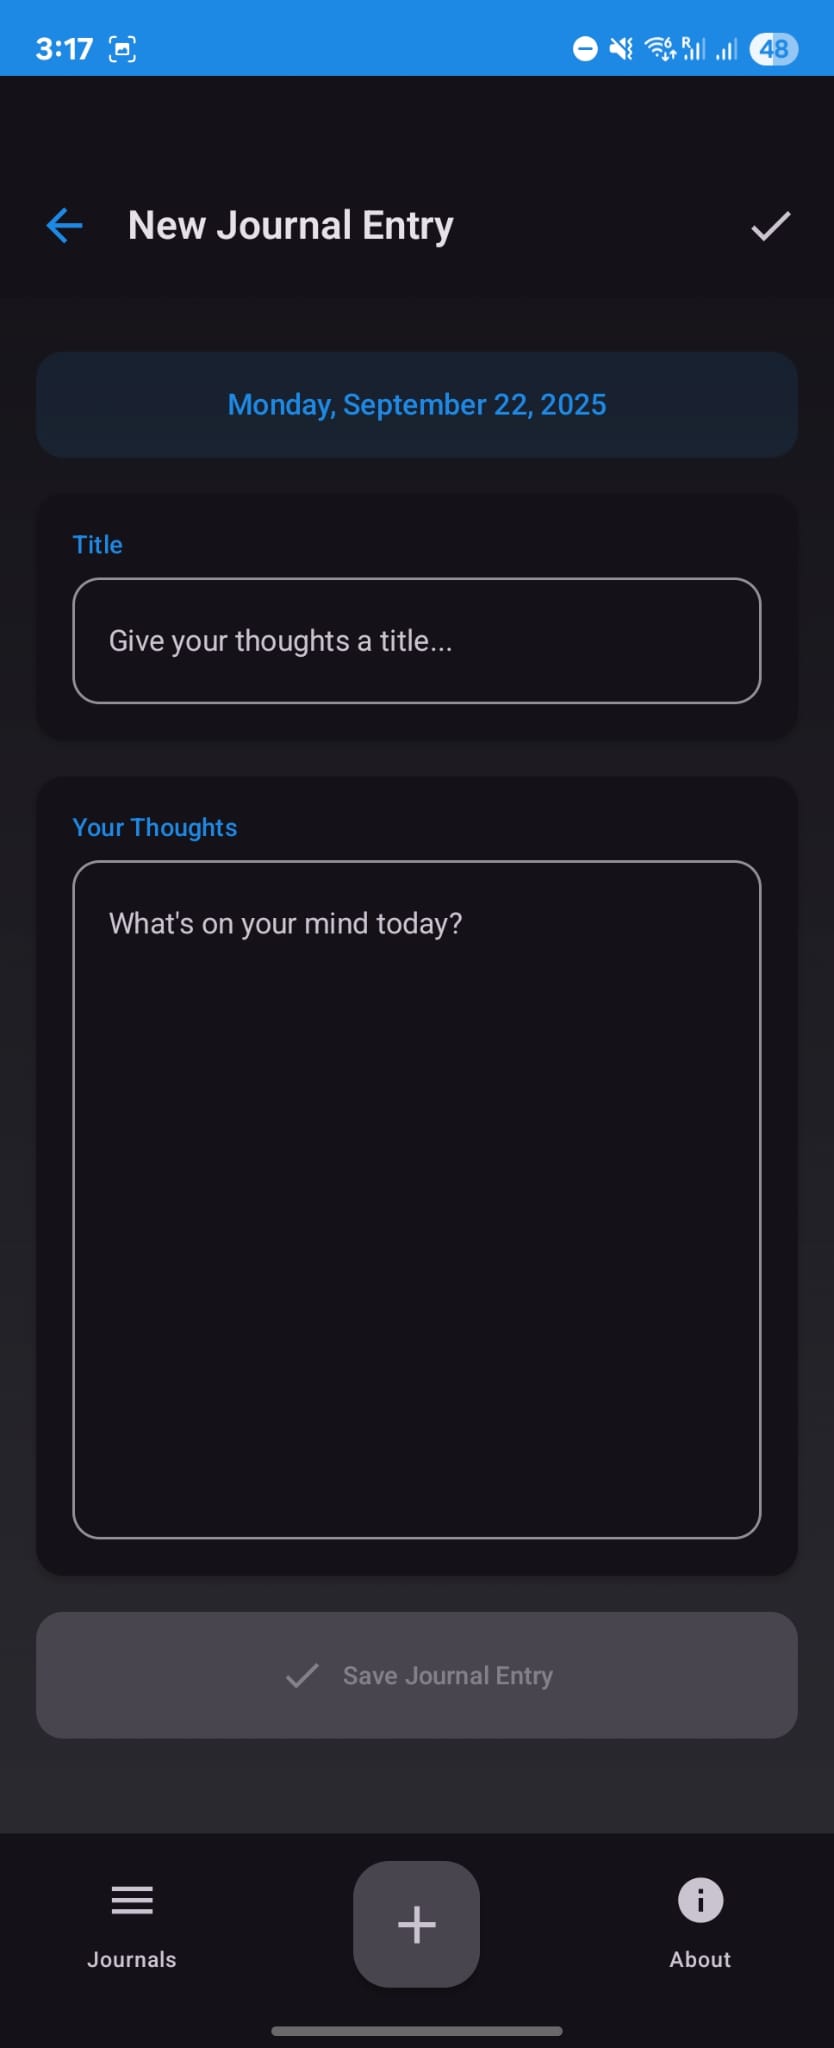 3:17
R
6
48
New Journal Entry
Monday, September 22, 2025
Title
Give your thoughts a title...
Your Thoughts
What's on your mind today?
Save Journal Entry
Journals
About